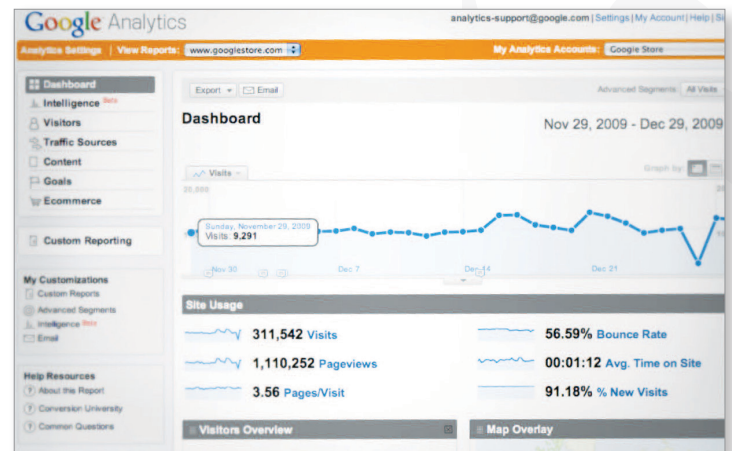 Google Analytics
analytics-support@google.com | Settings | My Account | Help |
Analytics Settings | View Reports: www.googlestore.com
My Analytics Accounts: Google Store
Dashboard
Intelligence Beta
Visitors
Traffic Sources
Content
Goals
Ecommerce
Custom Reporting
My Customizations
Custom Reports
Advanced Segments
Intelligence Beta
Email
Help Resources
? About this Report
? Conversion University
? Common Questions
Export Email
Advanced Segments: All Visits
Dashboard
Nov 29, 2009 - Dec 29, 2009
Visits
Graph by:
20,000
Sunday, November 29, 2009
Visits: 9,291
Nov 30 Dec 7 Dec 14 Dec 21
Site Usage
311,542 Visits
56.59% Bounce Rate
1,110,252 Pageviews
00:01:12 Avg. Time on Site
3.56 Pages/Visit
91.18% % New Visits
Visitors Overview
Map Overlay